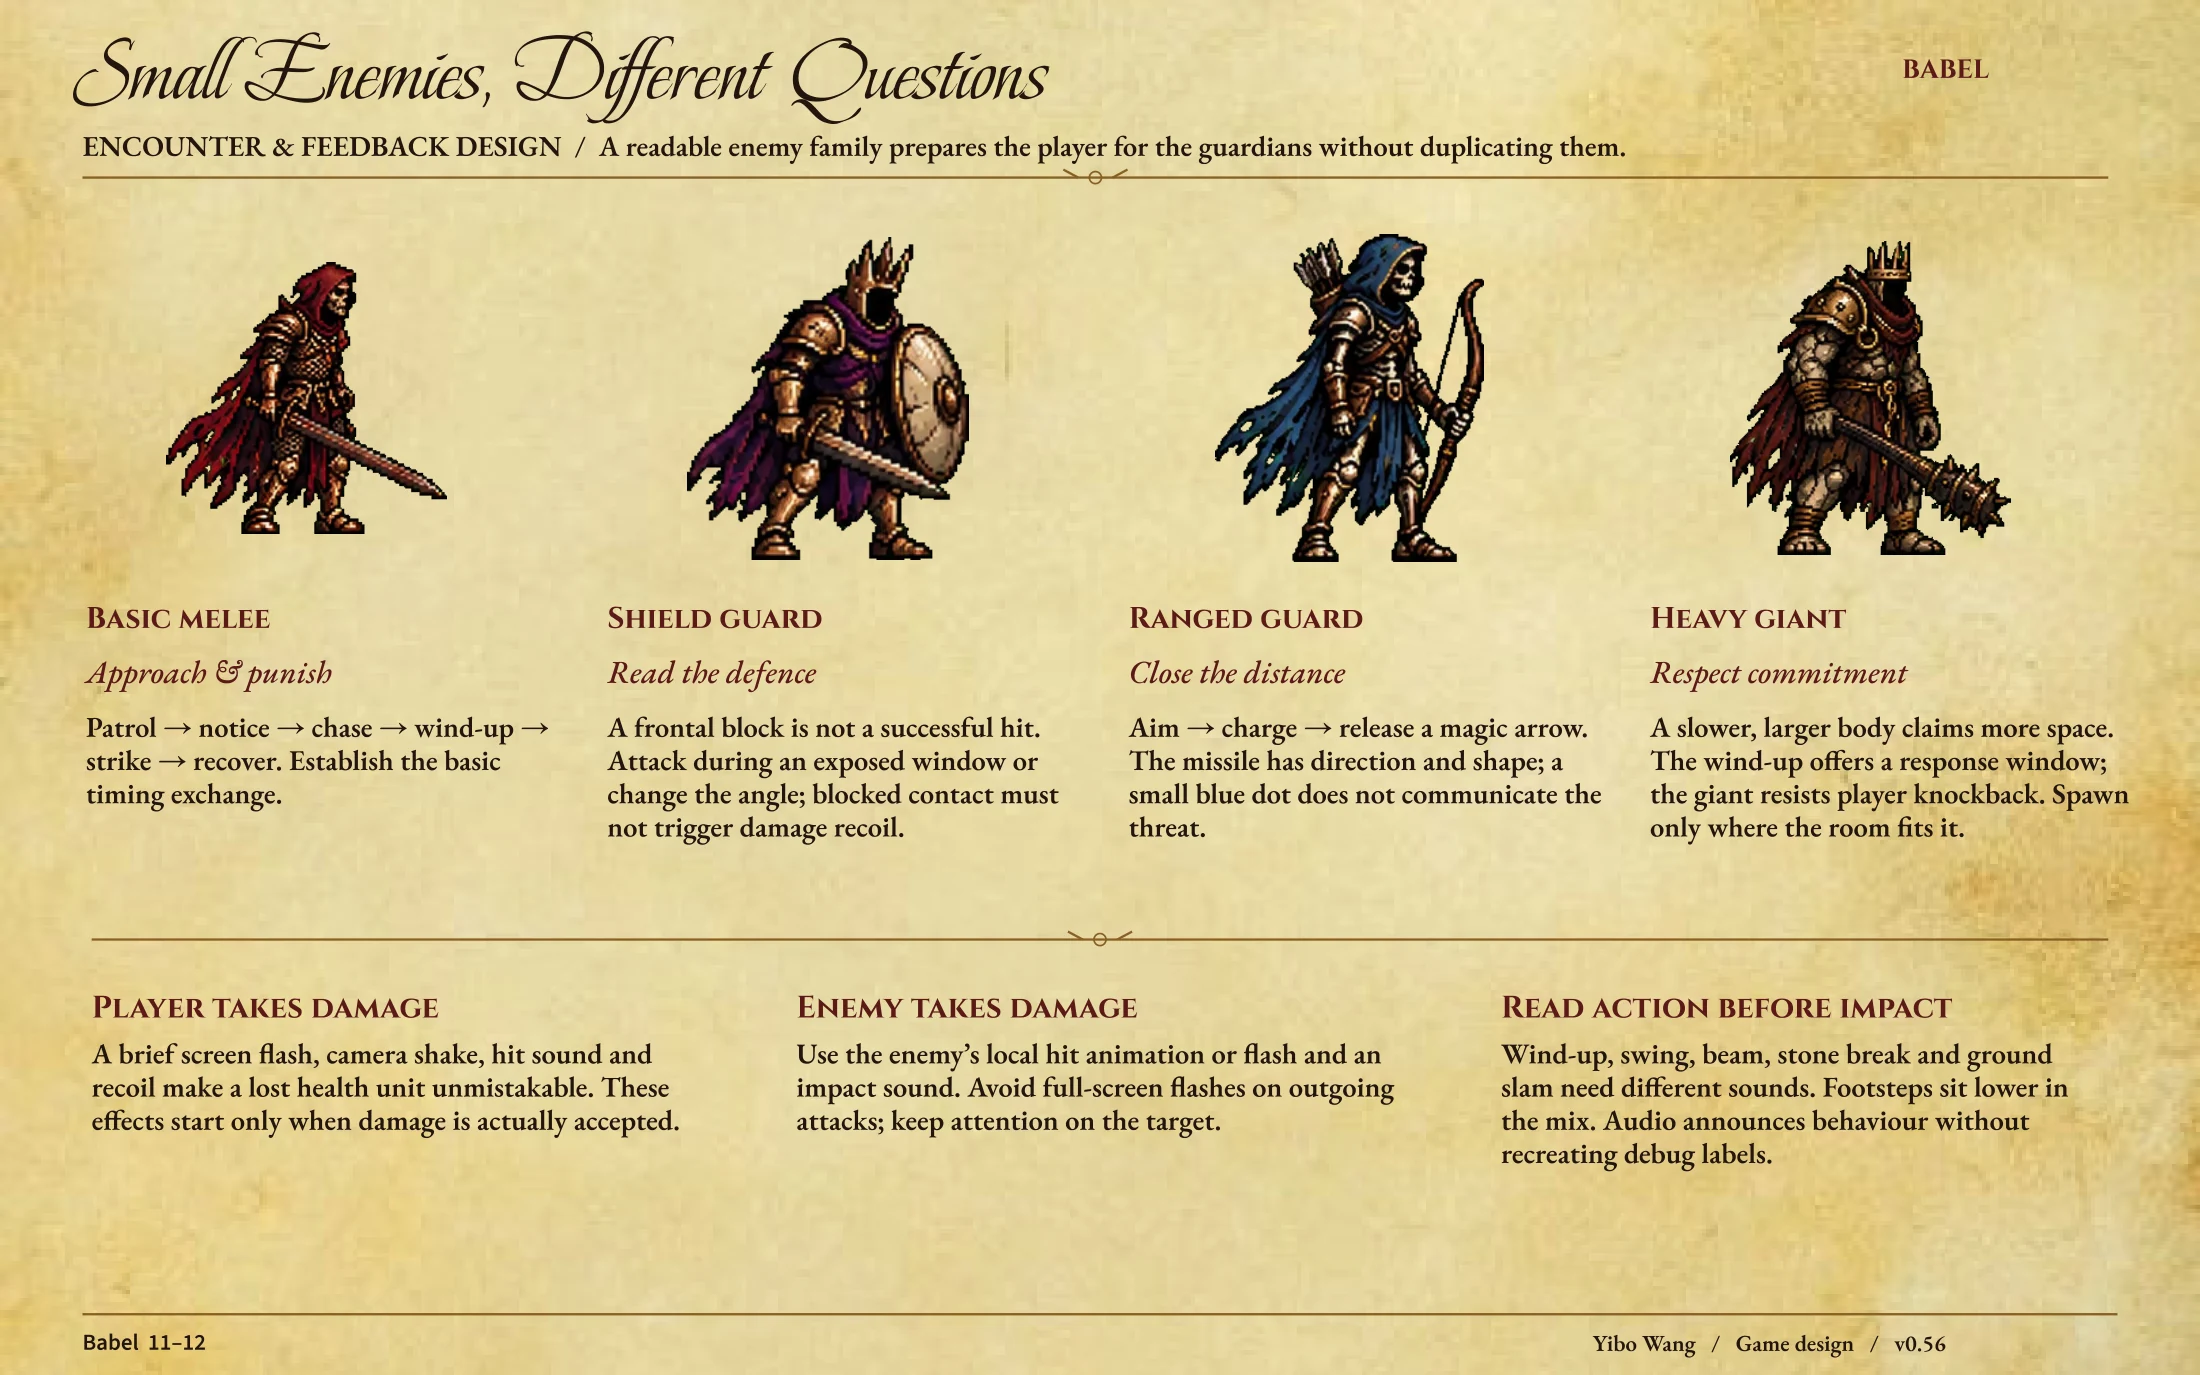 Small Enemies, Different Questions
BABEL
ENCOUNTER & FEEDBACK DESIGN / A readable enemy family prepares the player for the guardians without duplicating them.
BASIC MELEE
Approach & punish
Patrol → notice → chase → wind-up →
strike → recover. Establish the basic
timing exchange.
SHIELD GUARD
Read the defence
A frontal block is not a successful hit.
Attack during an exposed window or
change the angle; blocked contact must
not trigger damage recoil.
RANGED GUARD
Close the distance
Aim → charge → release a magic arrow.
The missile has direction and shape; a
small blue dot does not communicate the
threat.
HEAVY GIANT
Respect commitment
A slower, larger body claims more space.
The wind-up offers a response window;
the giant resists player knockback. Spawn
only where the room fits it.
PLAYER TAKES DAMAGE
A brief screen flash, camera shake, hit sound and
recoil make a lost health unit unmistakable. These
effects start only when damage is actually accepted.
ENEMY TAKES DAMAGE
Use the enemy’s local hit animation or flash and an
impact sound. Avoid full-screen flashes on outgoing
attacks; keep attention on the target.
READ ACTION BEFORE IMPACT
Wind-up, swing, beam, stone break and ground
slam need different sounds. Footsteps sit lower in
the mix. Audio announces behaviour without
recreating debug labels.
Babel 11–12
Yibo Wang / Game design / v0.56